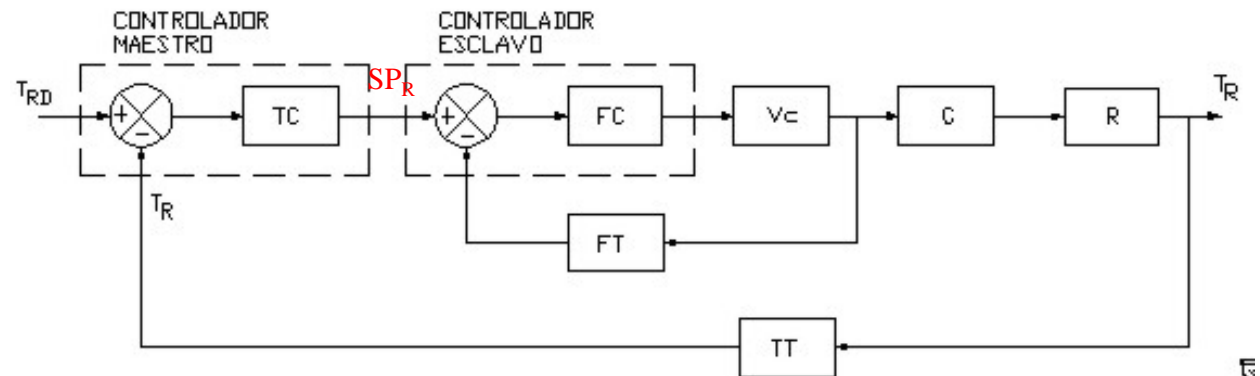 CONTROLADOR
MAESTRO
CONTROLADOR
ESCLAVO
TRD
+
-
TC
SPR
+
-
FC
Vc
C
R
TR
TR
FT
TT